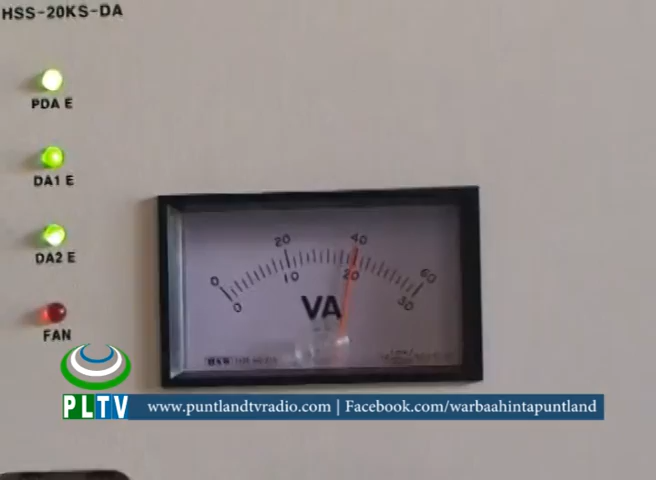 HSS-20KS-DA
PDA E
DA1 E
DA2 E
FAN
0 20 40 60
0 10 20 30
VA
PLTV
www.puntlandtvradio.com | Facebook.com/warbaahintapuntland